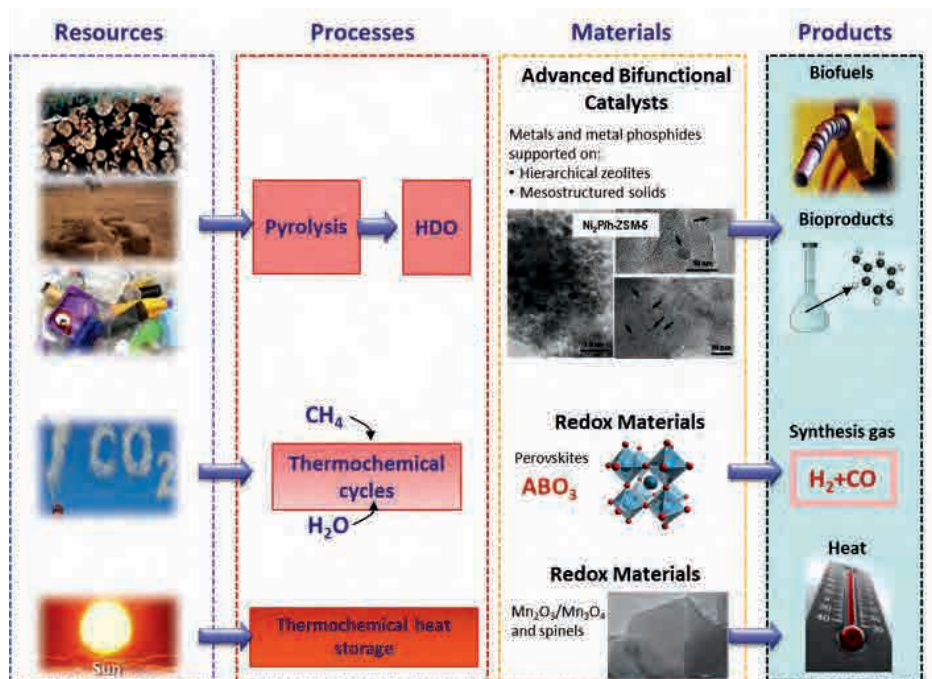 Resources
Processes
Materials
Products
Advanced Bifunctional
Catalysts
Metals and metal phosphides
supported on:
• Hierarchical zeolites
• Mesostructured solids
Biofuels
Pyrolysis
HDO
Ni₂P/h-ZSM-5
Bioproducts
CO₂
CH₄
Thermochemical
cycles
H₂O
Redox Materials
Perovskites
ABO₃
Synthesis gas
H₂+CO
Sun
Thermochemical heat
storage
Redox Materials
Mn₂O₃/Mn₃O₄
and spinels
Heat